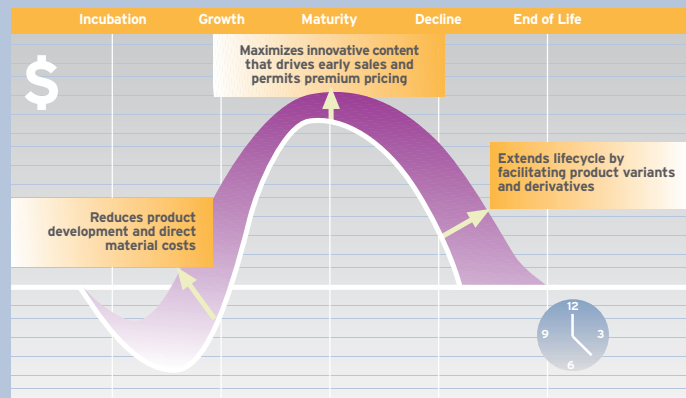 Incubation Growth Maturity Decline End of Life
$
Maximizes innovative content
that drives early sales and
permits premium pricing
Extends lifecycle by
facilitating product variants
and derivatives
Reduces product
development and direct
material costs
12
9 3
6